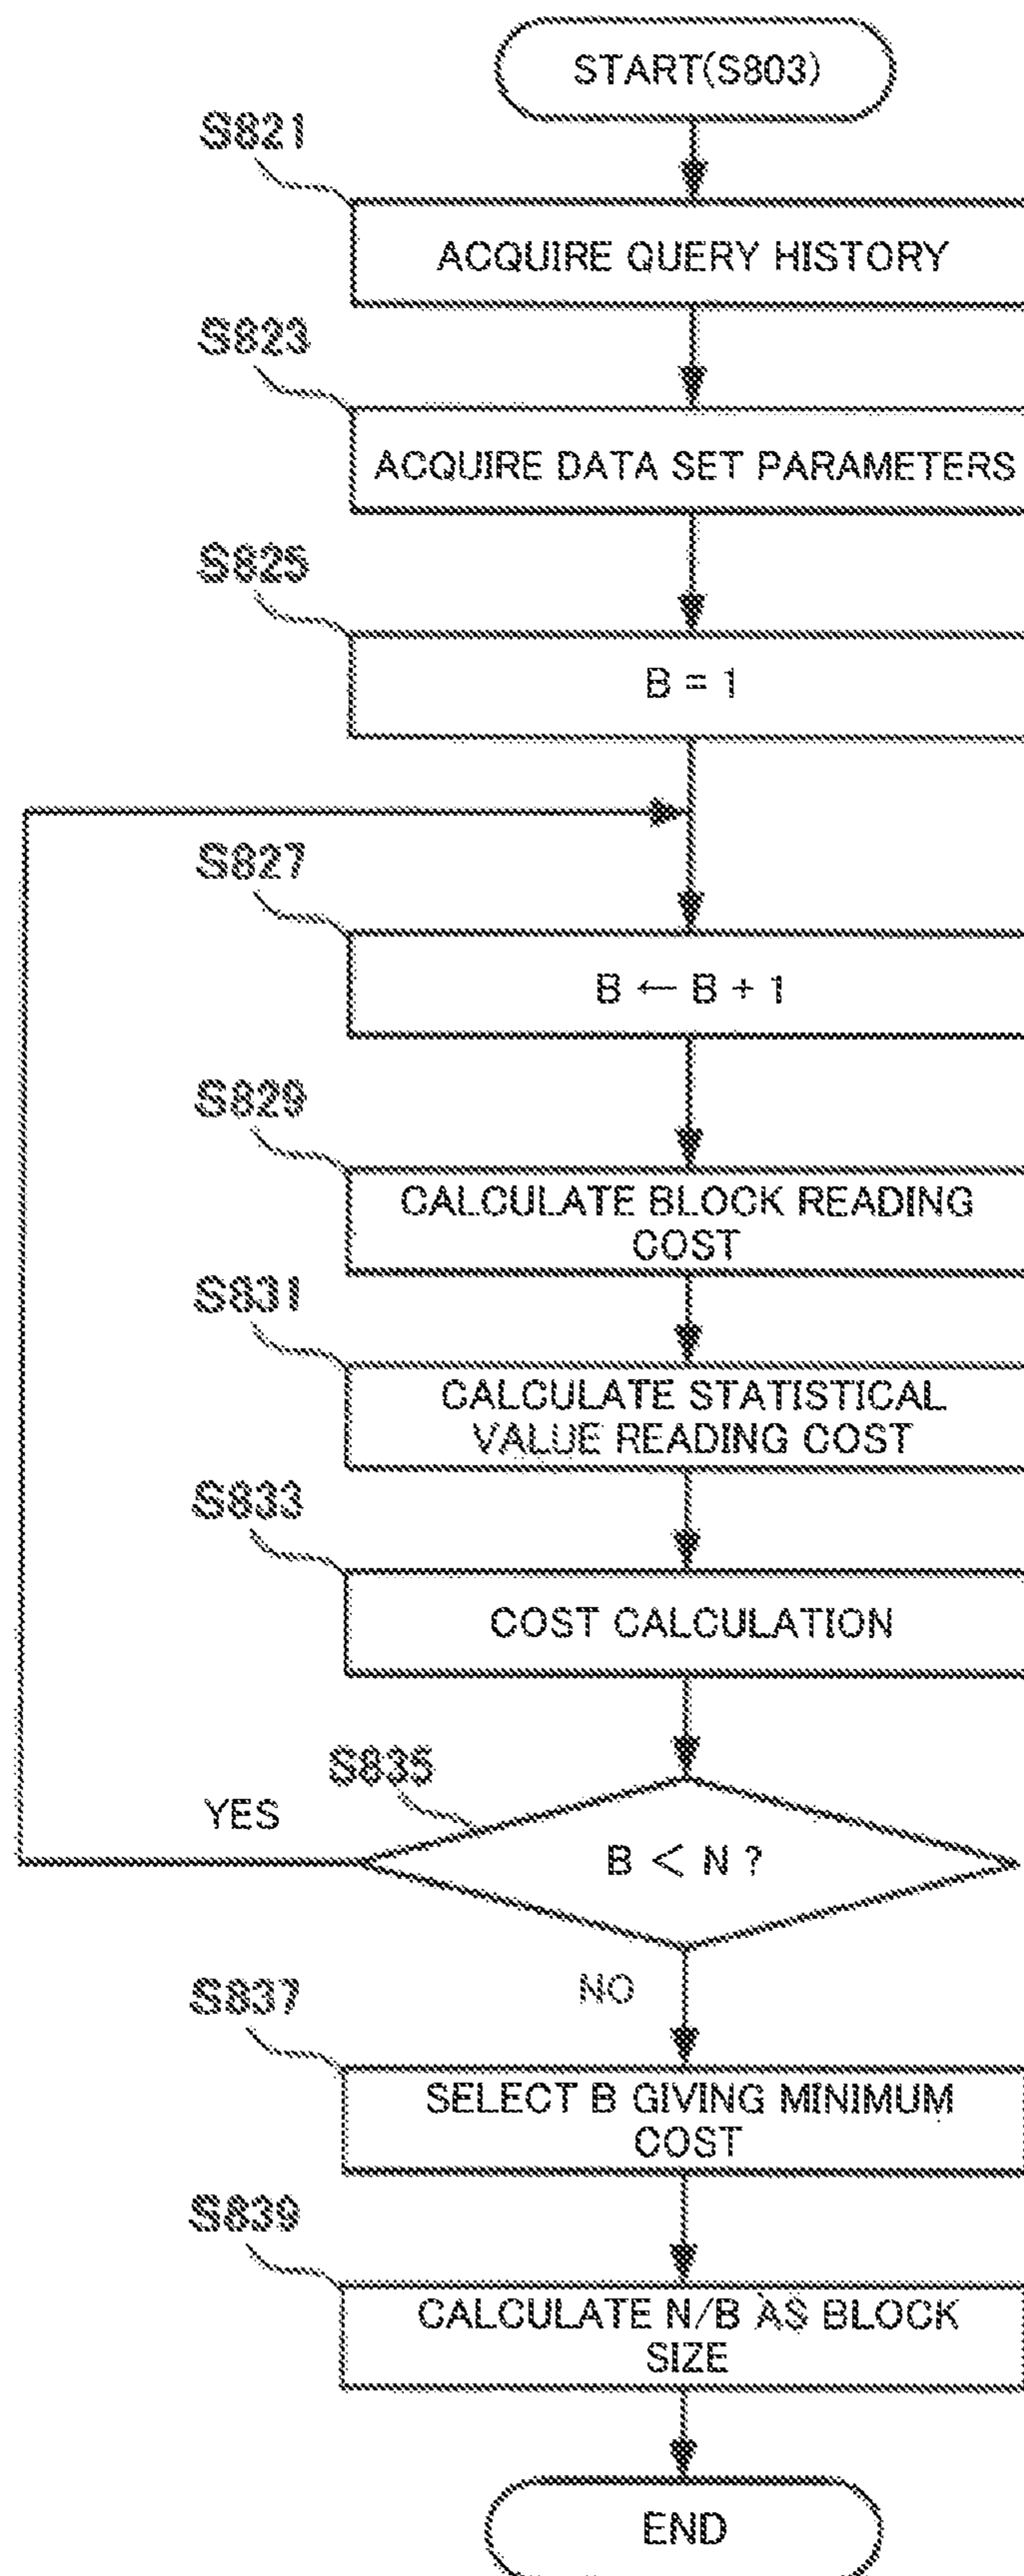 START(S803)
S821
ACQUIRE QUERY HISTORY
S823
ACQUIRE DATA SET PARAMETERS
S825
B = 1
S827
B ← B + 1
S829
CALCULATE BLOCK READING
COST
S831
CALCULATE STATISTICAL
VALUE READING COST
S833
COST CALCULATION
S835
YES
B < N ?
NO
S837
SELECT B GIVING MINIMUM
COST
S839
CALCULATE N/B AS BLOCK
SIZE
END